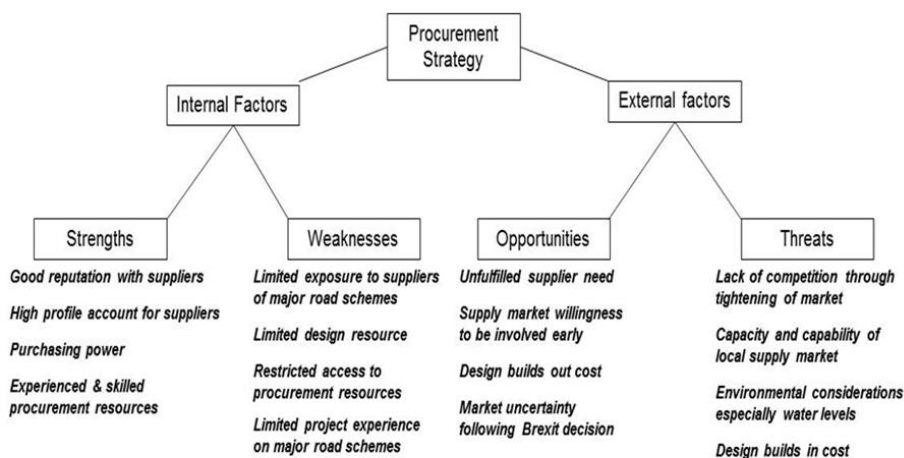 Procurement
Strategy
Internal Factors
External factors
Strengths
Good reputation with suppliers
High profile account for suppliers
Purchasing power
Experienced & skilled
procurement resources
Weaknesses
Limited exposure to suppliers
of major road schemes
Limited design resource
Restricted access to
procurement resources
Limited project experience
on major road schemes
Opportunities
Unfulfilled supplier need
Supply market willingness
to be involved early
Design builds out cost
Market uncertainty
following Brexit decision
Threats
Lack of competition through
tightening of market
Capacity and capability of
local supply market
Environmental considerations
especially water levels
Design builds in cost